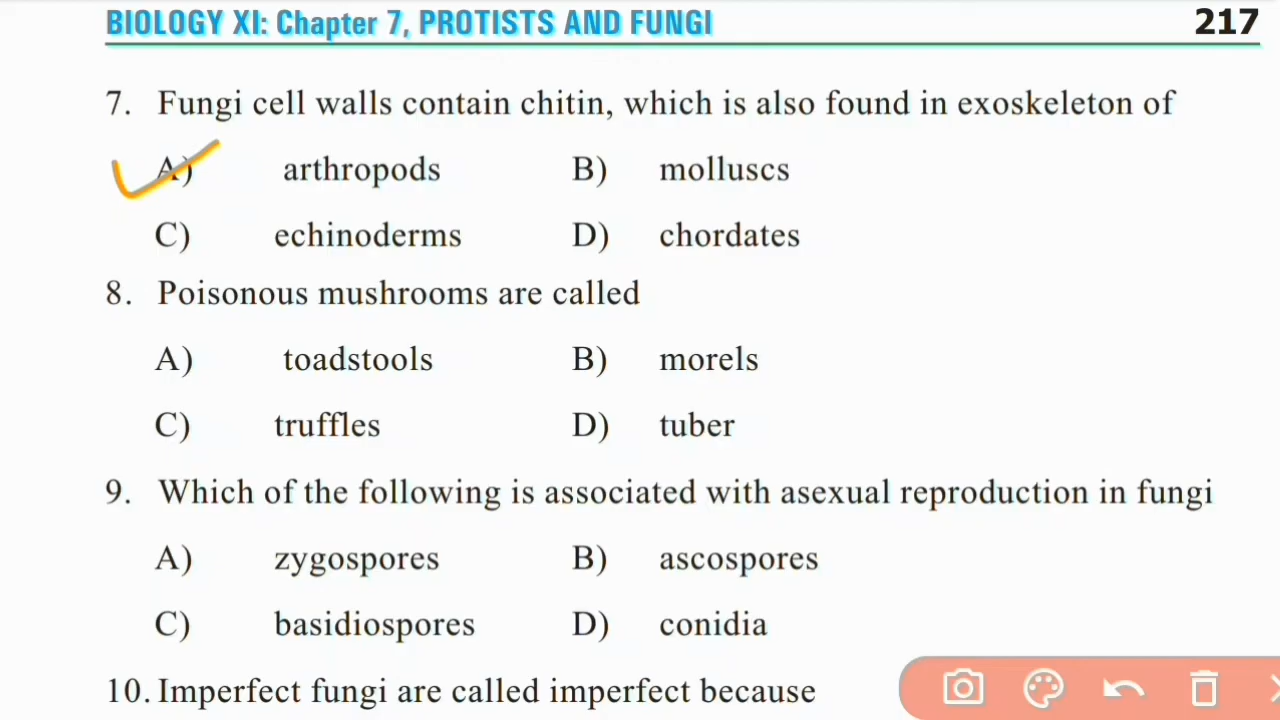 BIOLOGY XI: Chapter 7, PROTISTS AND FUNGI 217
7. Fungi cell walls contain chitin, which is also found in exoskeleton of
A) arthropods B) molluscs
C) echinoderms D) chordates
8. Poisonous mushrooms are called
A) toadstools B) morels
C) truffles D) tuber
9. Which of the following is associated with asexual reproduction in fungi
A) zygospores B) ascospores
C) basidiospores D) conidia
10. Imperfect fungi are called imperfect because